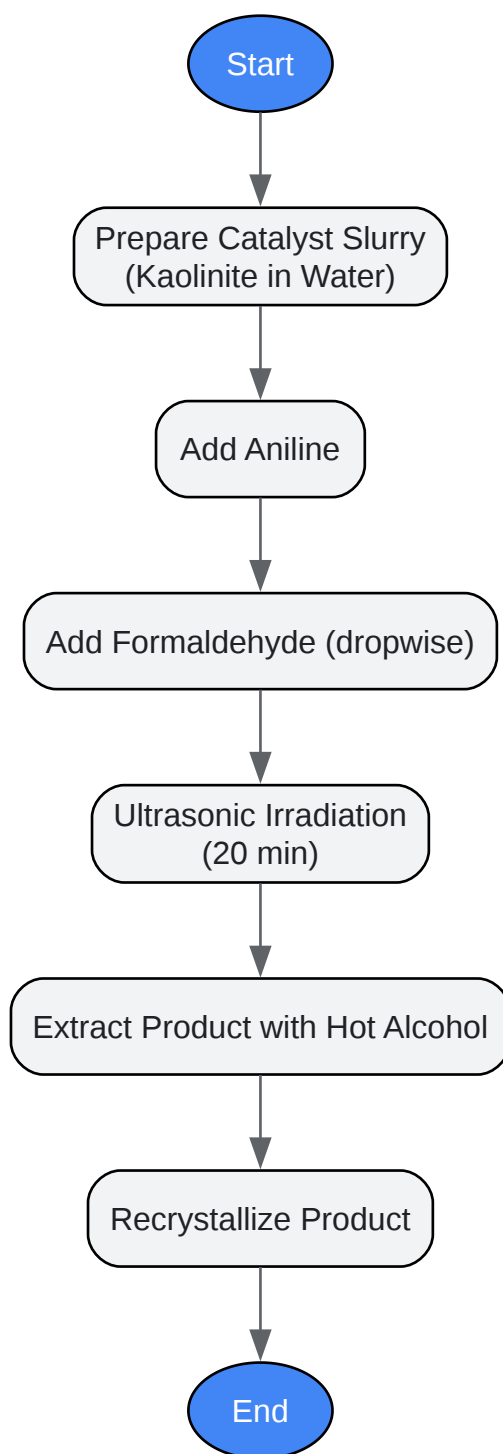 Start
Prepare Catalyst Slurry
(Kaolinite in Water)
Add Aniline
Add Formaldehyde (dropwise)
Ultrasonic Irradiation
(20 min)
Extract Product with Hot Alcohol
Recrystallize Product
End